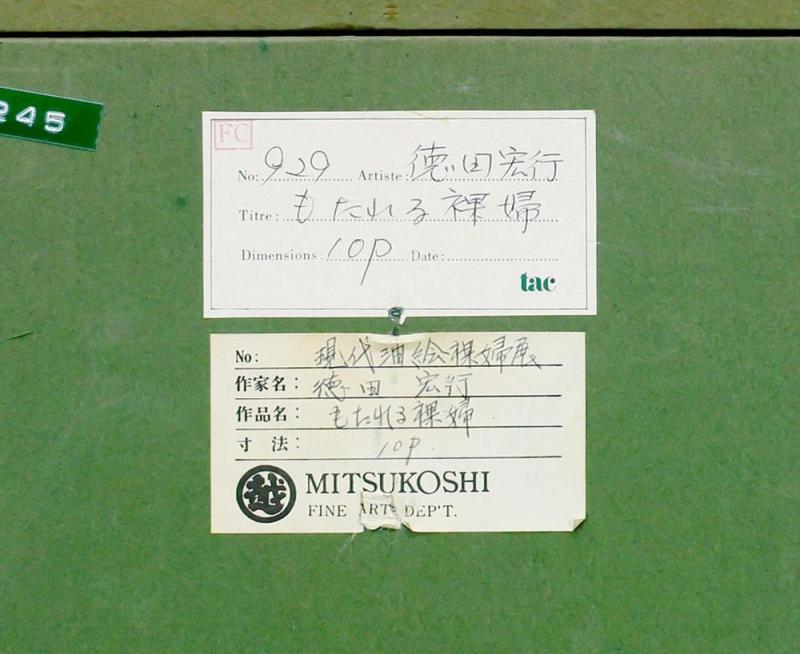 245
FC
No: 929 Artiste: 徳田宏行
Titre: もたれる裸婦
Dimensions: 10P Date:
tac
No: 現代油絵裸婦展
作家名: 徳田 宏行
作品名: もたれる裸婦
寸 法: 10P
越 MITSUKOSHI
FINE ARTS DEP'T.